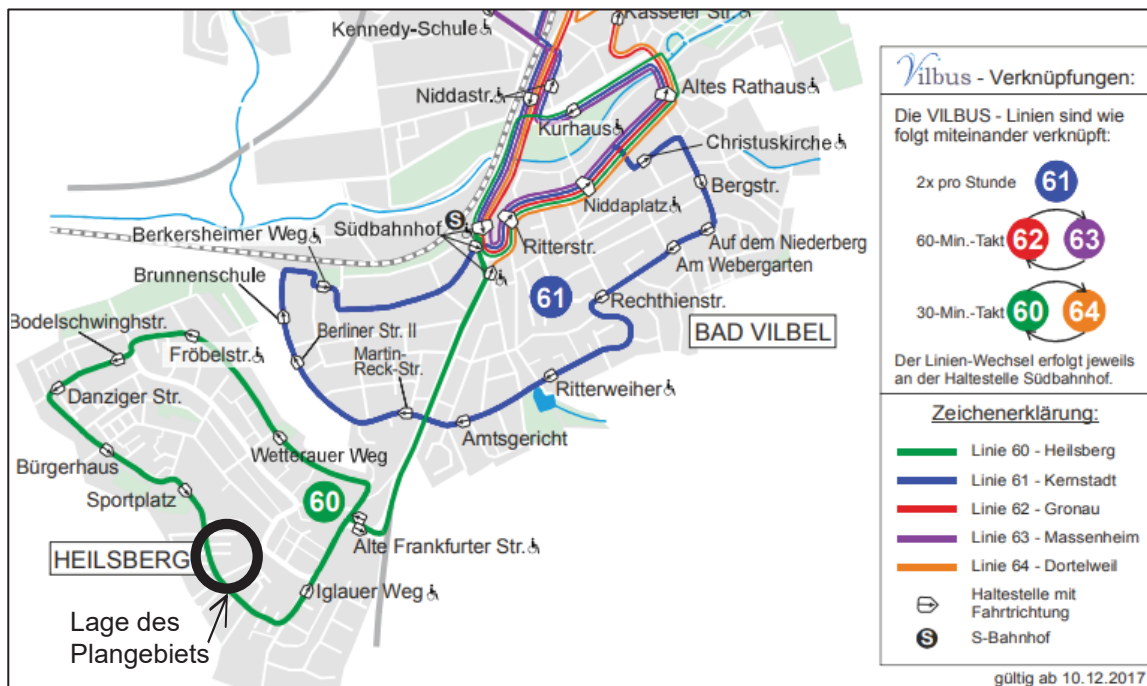 Kennedy-Schule
Kasseler Str.
Niddastr.
Altes Rathaus
Kurhaus
Christuskirche
Bergstr.
Niddaplatz
S
Südbahnhof
Berkersheimer Weg
Ritterstr.
Auf dem Niederberg
Am Webergarten
Brunnenschule
61
Rechthienstr.
BAD VILBEL
Bodelschwinghstr.
Berliner Str. II
Fröbelstr.
Martin-
Reck-Str.
Ritterweiher
Danziger Str.
Amtsgericht
Wetterauer Weg
Bürgerhaus
Sportplatz
60
Alte Frankfurter Str.
HEILSBERG
Iglauer Weg
Lage des
Plangebiets
Vilbus - Verknüpfungen:
Die VILBUS - Linien sind wie
folgt miteinander verknüpft:
2x pro Stunde 61
60-Min.-Takt 62 63
30-Min.-Takt 60 64
Der Linien-Wechsel erfolgt jeweils
an der Haltestelle Südbahnhof.
Zeichenerklärung:
Linie 60 - Heilsberg
Linie 61 - Kernstadt
Linie 62 - Gronau
Linie 63 - Massenheim
Linie 64 - Dortelweil
Haltestelle mit
Fahrtrichtung
S S-Bahnhof
gültig ab 10.12.2017